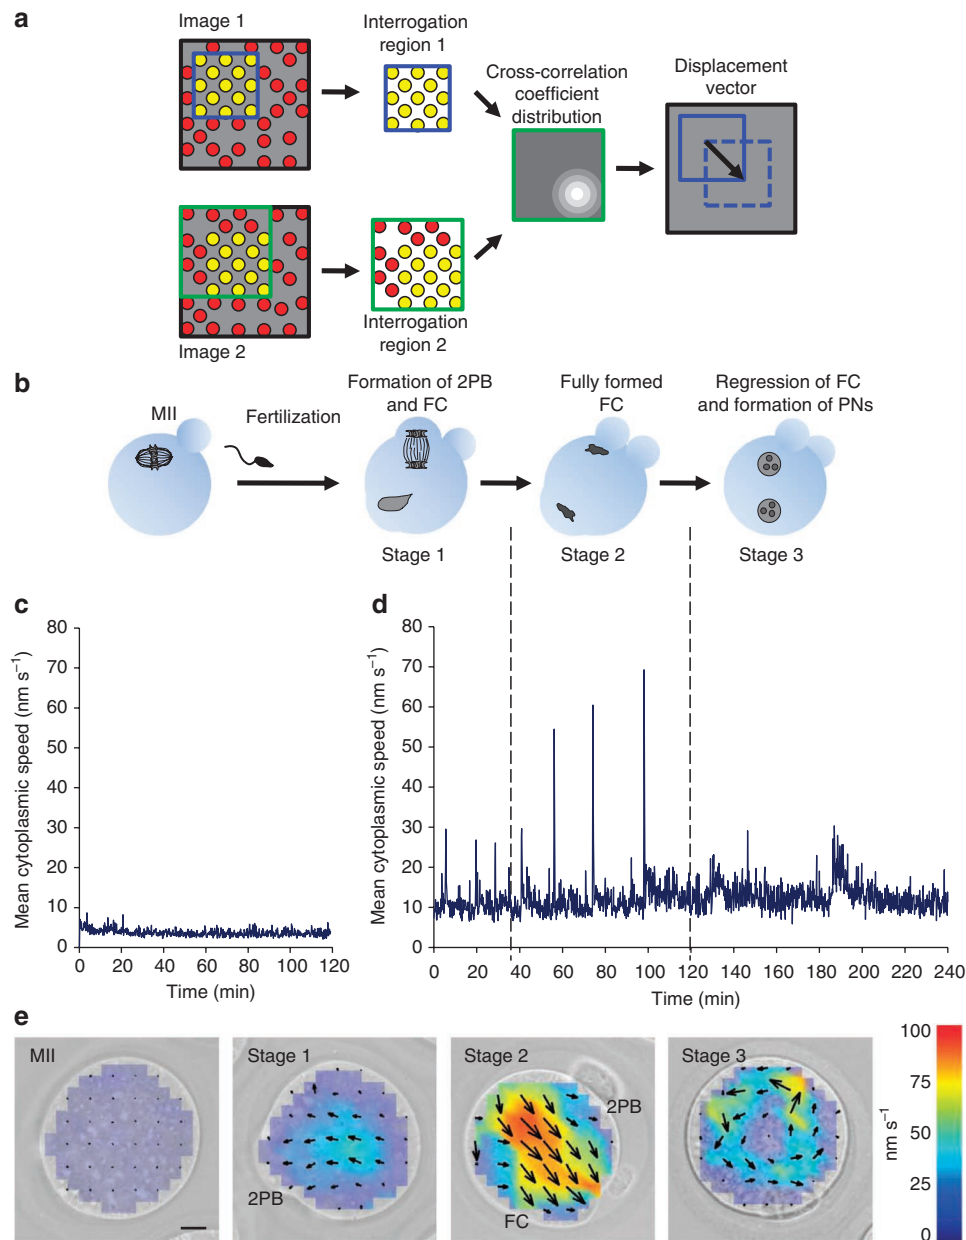 a
Image 1
Interrogation
region 1
Cross-correlation
coefficient
distribution
Displacement
vector
Image 2
Interrogation
region 2
b
MII
Fertilization
Formation of 2PB
and FC
Fully formed
FC
Regression of FC
and formation of PNs
Stage 1
Stage 2
Stage 3
c
Mean cytoplasmic speed (nm s⁻¹)
80
70
60
50
40
30
20
10
0
0 20 40 60 80 100 120
Time (min)
d
Mean cytoplasmic speed (nm s⁻¹)
80
70
60
50
40
30
20
10
0
0 20 40 60 80 100 120 140 160 180 200 220 240
Time (min)
e
MII
Stage 1
2PB
Stage 2
2PB
FC
Stage 3
100
75
50
25
0
nm s⁻¹